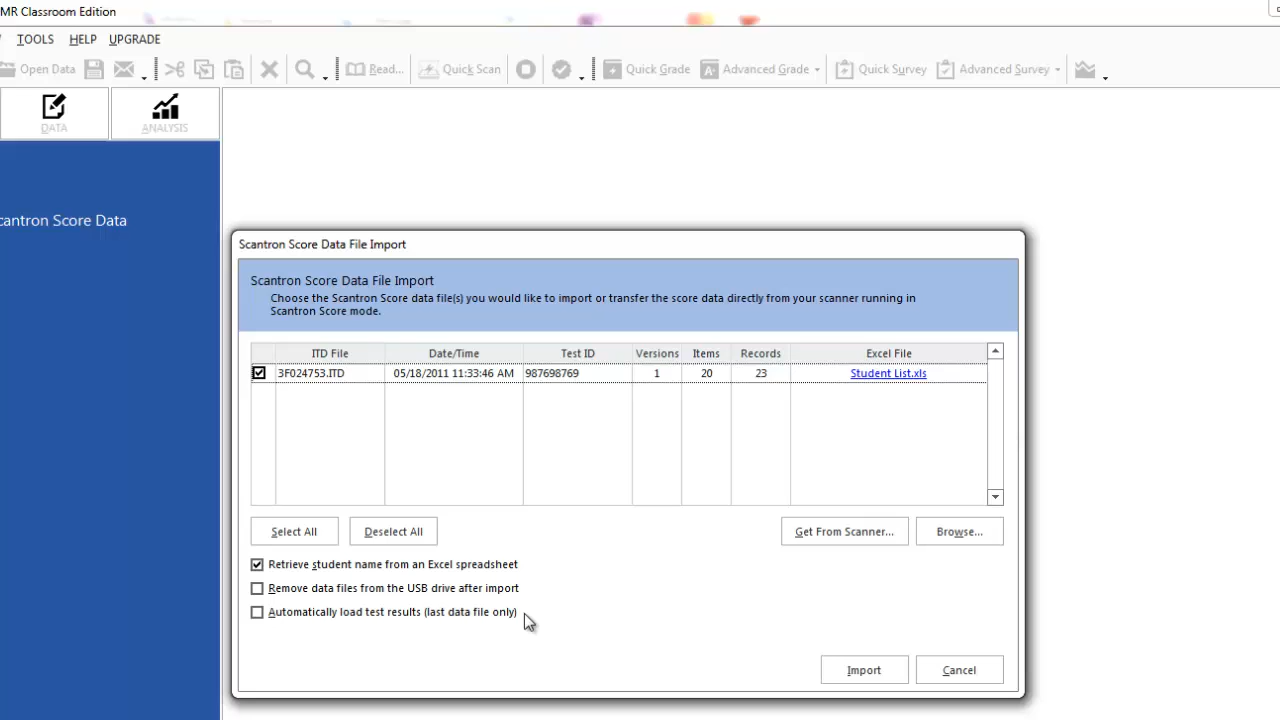 MR Classroom Edition
TOOLS HELP UPGRADE
Open Data Read... Quick Scan Quick Grade Advanced Grade Quick Survey Advanced Survey
DATA ANALYSIS
cantron Score Data
Scantron Score Data File Import
Scantron Score Data File Import
Choose the Scantron Score data file(s) you would like to import or transfer the score data directly from your scanner running in
Scantron Score mode.
ITD File Date/Time Test ID Versions Items Records Excel File
3F024753.ITD 05/18/2011 11:33:46 AM 987698769 1 20 23 Student List.xls
Select All Deselect All Get From Scanner... Browse...
Retrieve student name from an Excel spreadsheet
Remove data files from the USB drive after import
Automatically load test results (last data file only)
Import Cancel